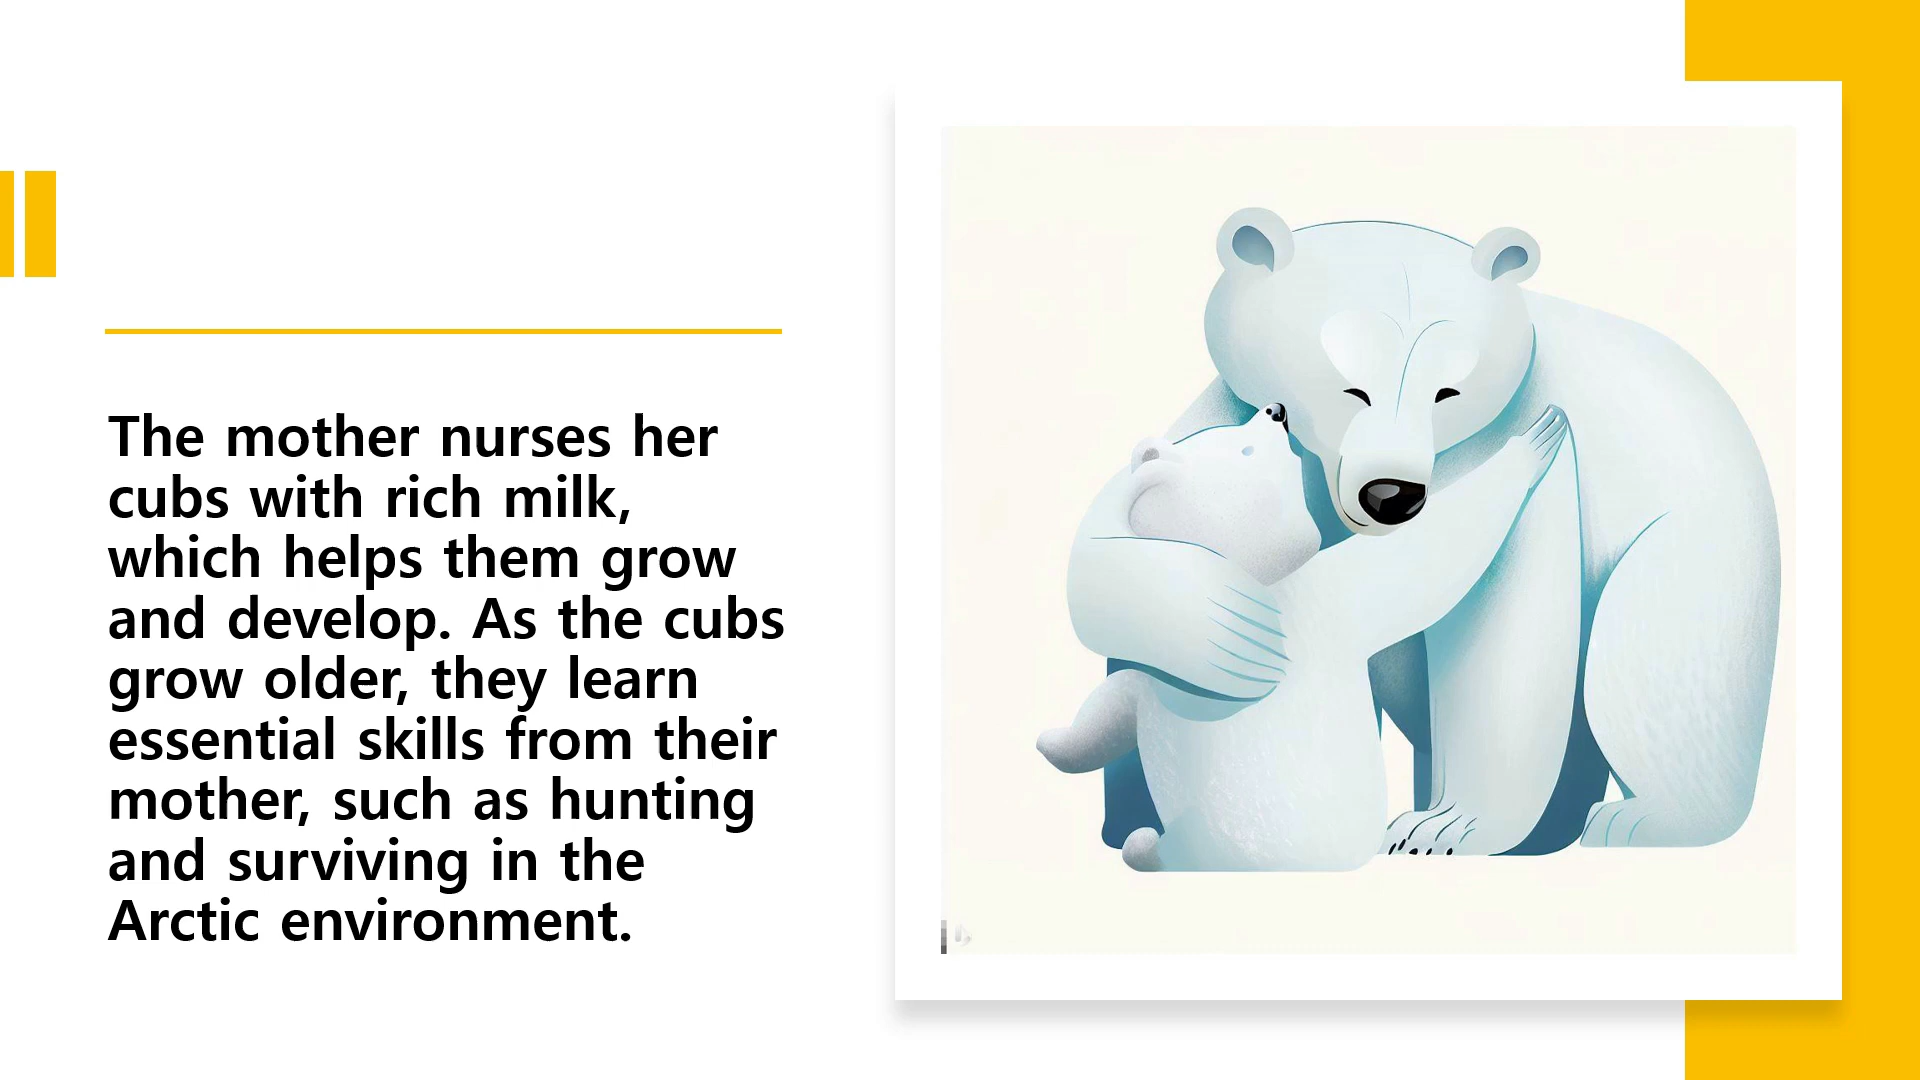 The mother nurses her
cubs with rich milk,
which helps them grow
and develop. As the cubs
grow older, they learn
essential skills from their
mother, such as hunting
and surviving in the
Arctic environment.